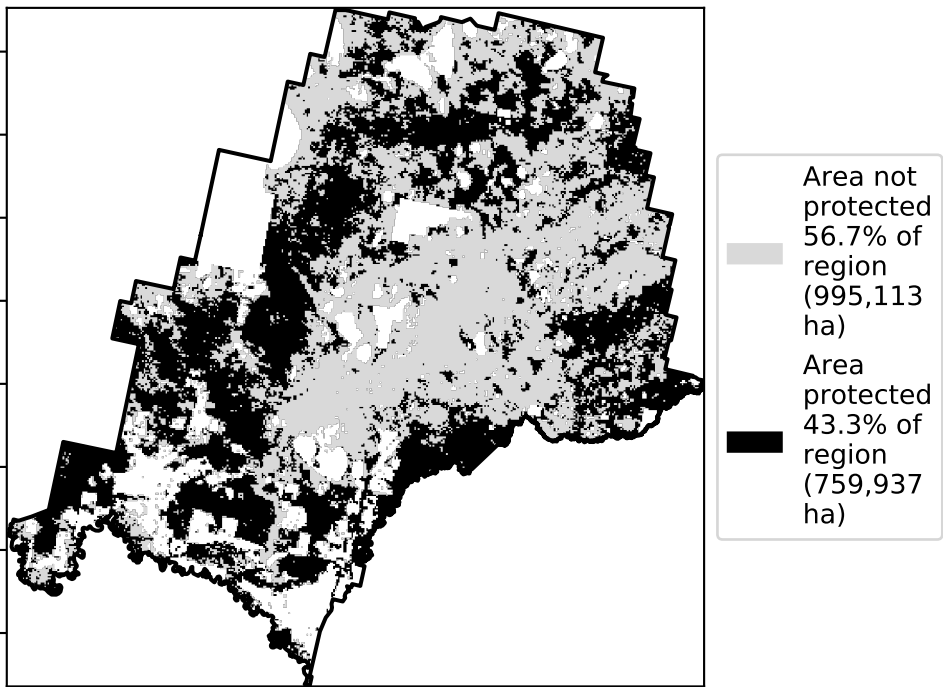 Area not
protected
56.7% of
region
(995,113
ha)
Area
protected
43.3% of
region
(759,937
ha)